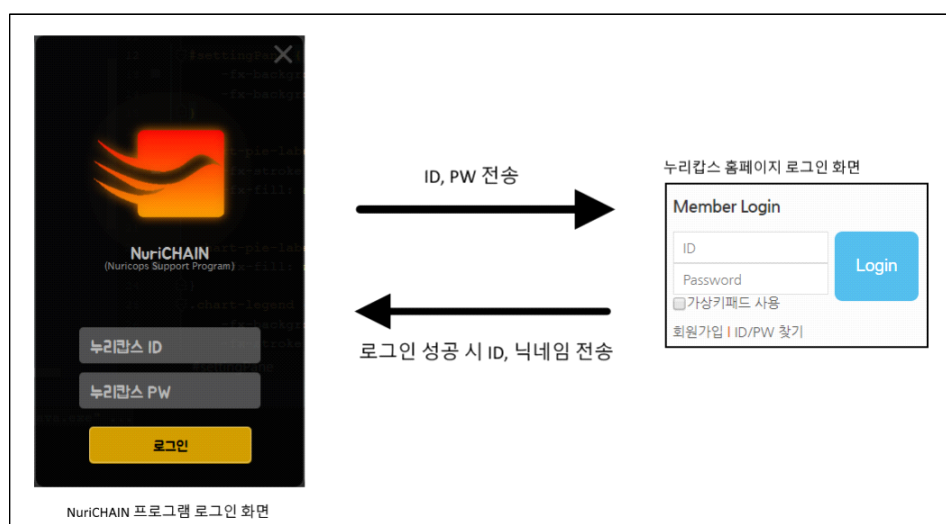 NuriCHAIN
(Nuricops Support Program)
누리캅스 ID
누리캅스 PW
로그인
NuriCHAIN 프로그램 로그인 화면
ID, PW 전송
로그인 성공 시 ID, 닉네임 전송
누리캅스 홈페이지 로그인 화면
Member Login
ID
Password
Login
가상키패드 사용
회원가입 | ID/PW 찾기